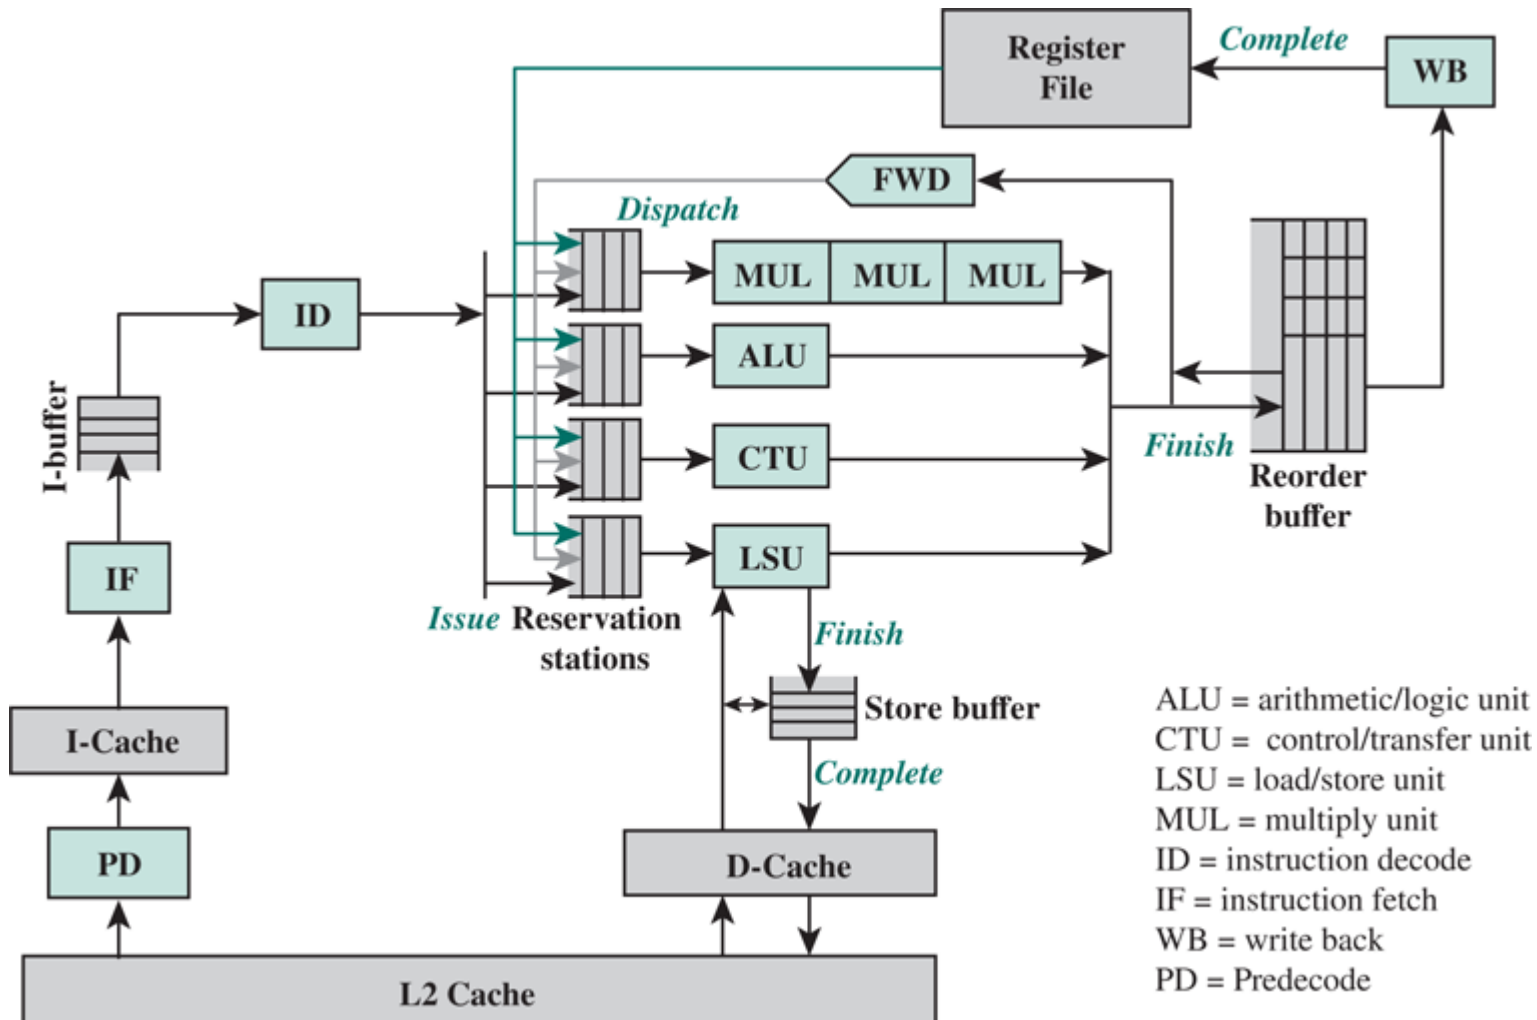 Register
File
Complete
WB
FWD
Dispatch
MUL
MUL
MUL
ID
ALU
I-buffer
CTU
Finish
Reorder
buffer
IF
LSU
Issue
Reservation
stations
Finish
Store buffer
I-Cache
Complete
PD
D-Cache
L2 Cache
ALU = arithmetic/logic unit
CTU = control/transfer unit
LSU = load/store unit
MUL = multiply unit
ID = instruction decode
IF = instruction fetch
WB = write back
PD = Predecode